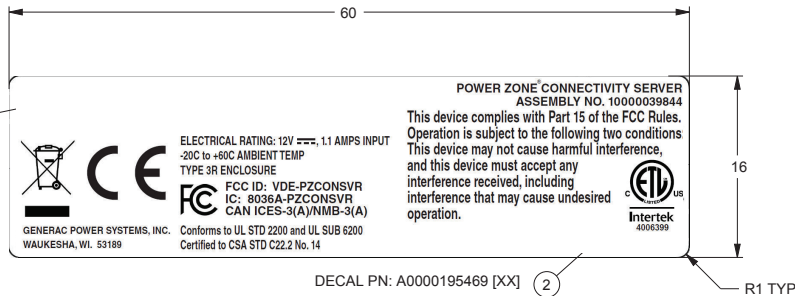 60
POWER ZONE® CONNECTIVITY SERVER
ASSEMBLY NO. 10000039844
This device complies with Part 15 of the FCC Rules.
Operation is subject to the following two conditions:
This device may not cause harmful interference,
and this device must accept any
interference received, including
interference that may cause undesired
operation.
ELECTRICAL RATING: 12V ⎓, 1.1 AMPS INPUT
-20C to +60C AMBIENT TEMP
TYPE 3R ENCLOSURE
CE
FC
FCC ID: VDE-PZCONSVR
IC: 8036A-PZCONSVR
CAN ICES-3(A)/NMB-3(A)
GENERAC POWER SYSTEMS, INC.
WAUKESHA, WI. 53189
Conforms to UL STD 2200 and UL SUB 6200
Certified to CSA STD C22.2 No. 14
C ETL US
LISTED
Intertek
4006399
16
DECAL PN: A0000195469 [XX]
2
R1 TYP